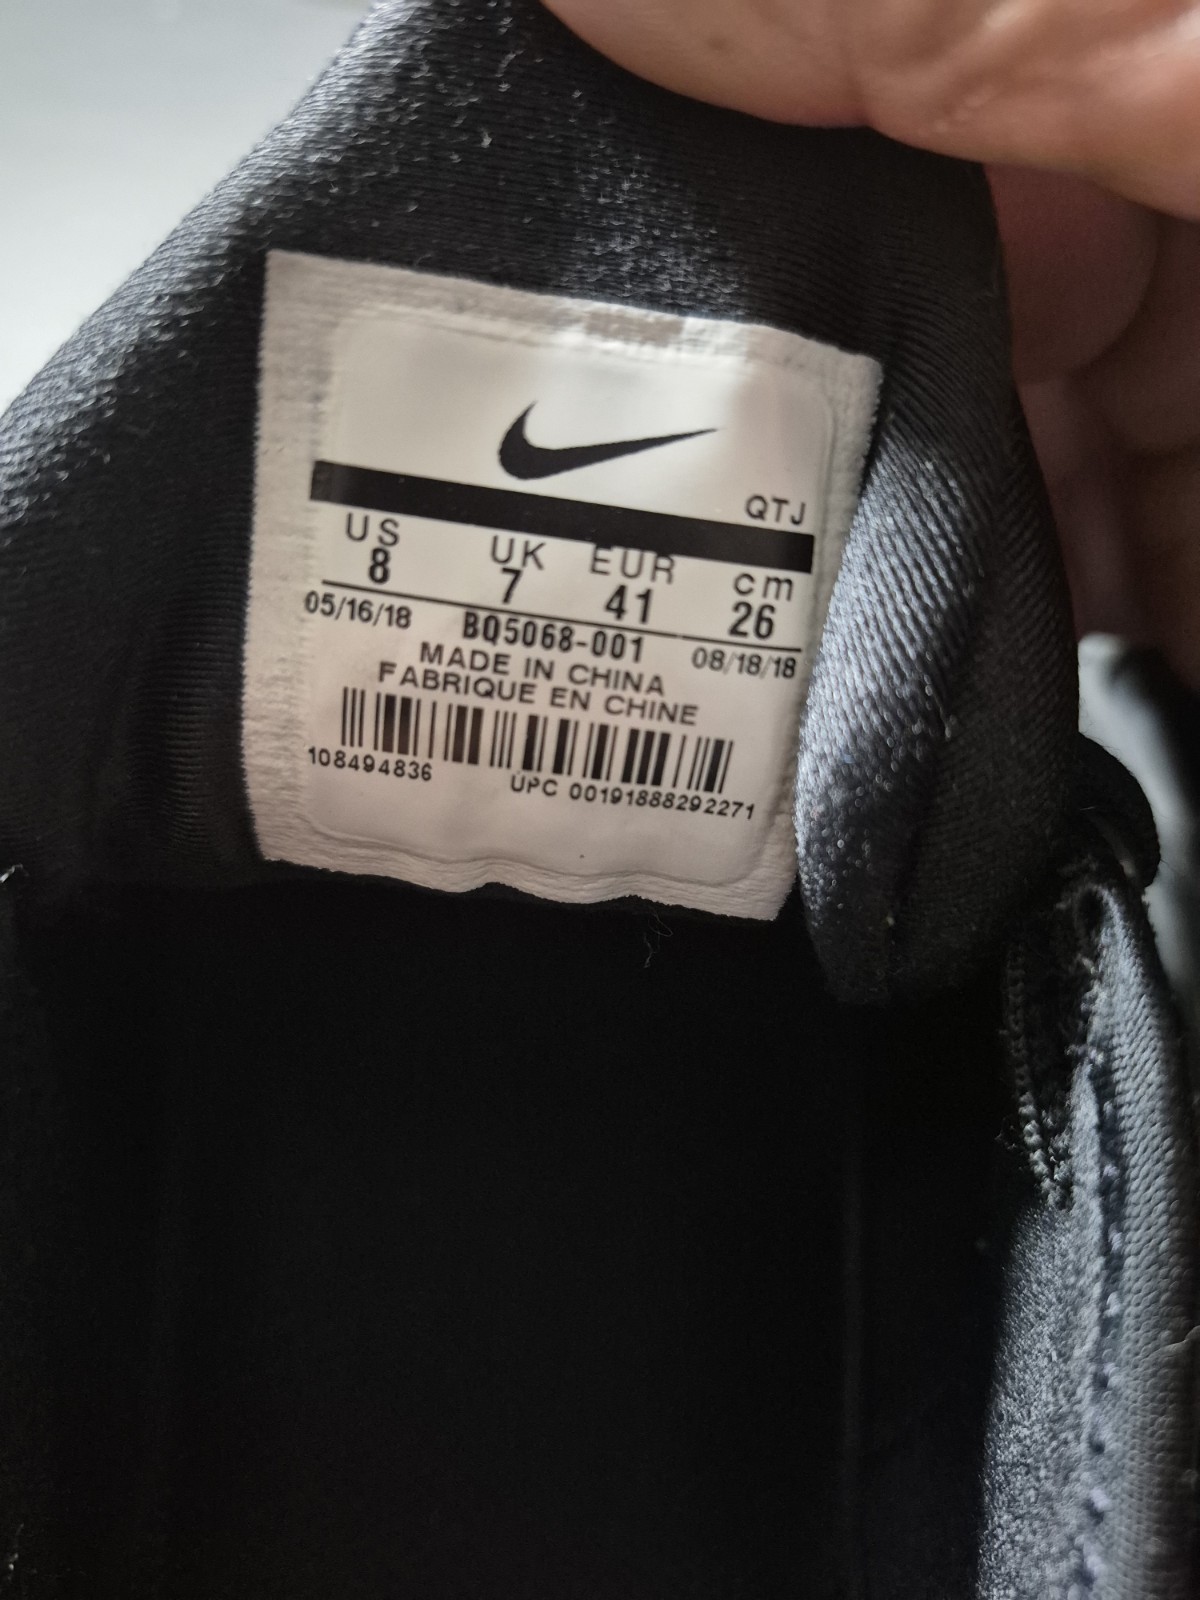 QTJ
US UK EUR cm
8 7 41 26
05/16/18 BQ5068-001 08/18/18
MADE IN CHINA
FABRIQUE EN CHINE
108494836 UPC 00191888292271